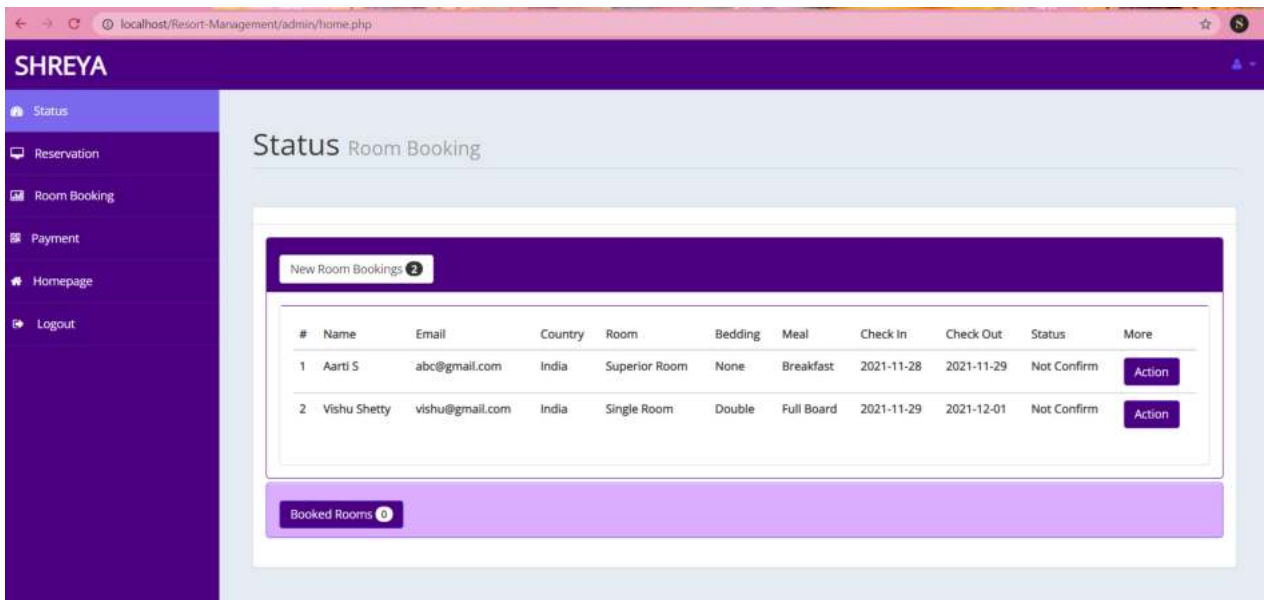 localhost/Resort-Management/admin/home.php
S
SHREYA
Status
Reservation
Room Booking
Payment
Homepage
Logout
Status Room Booking
New Room Bookings 2
# Name Email Country Room Bedding Meal Check In Check Out Status More
1 Aarti S abc@gmail.com India Superior Room None Breakfast 2021-11-28 2021-11-29 Not Confirm Action
2 Vishu Shetty vishu@gmail.com India Single Room Double Full Board 2021-11-29 2021-12-01 Not Confirm Action
Booked Rooms 0